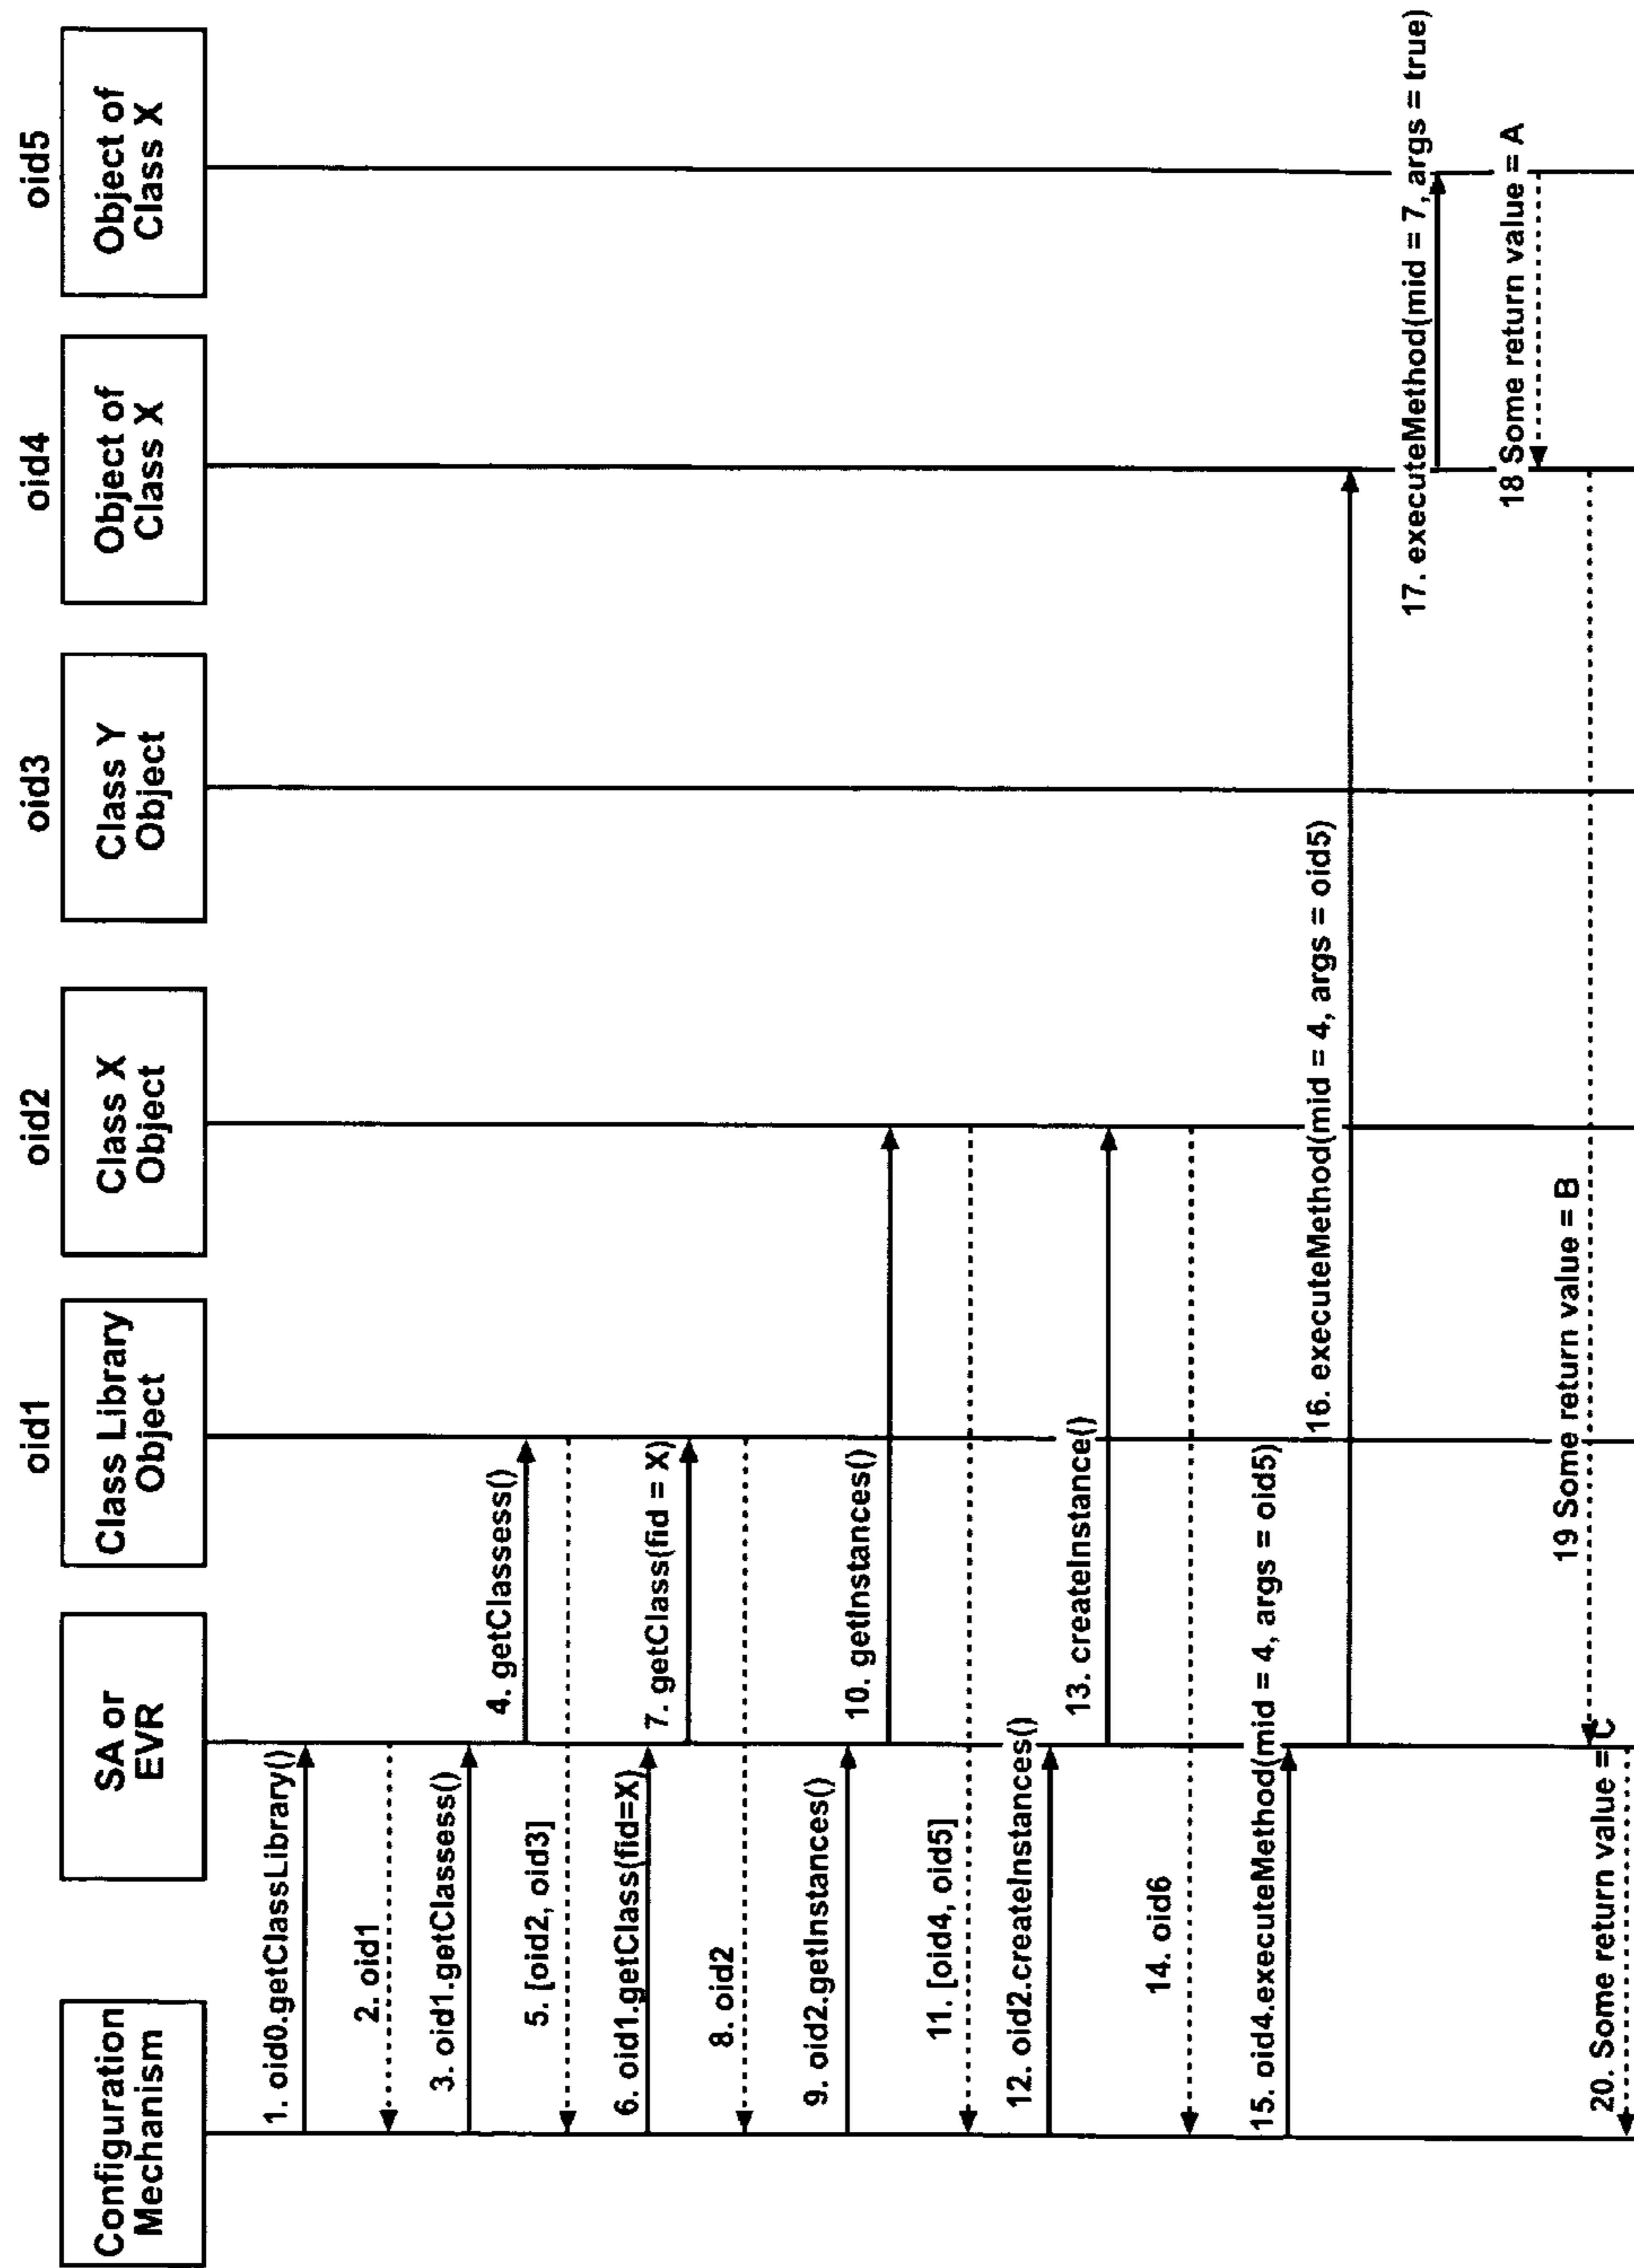 oid1
oid2
oid3
oid4
oid5
Configuration
Mechanism
SA or
EVR
Class Library
Object
Class X
Object
Class Y
Object
Object of
Class X
Object of
Class X
1. oid0.getClassLibrary()
2. oid1
3. oid1.getClassess()
4. getClassess()
5. [oid2, oid3]
6. oid1.getClass(fid=X)
7. getClass(fid = X)
8. oid2
9. oid2.getInstances()
10. getInstances()
11. [oid4, oid5]
12. oid2.createInstances()
13. createInstance()
14. oid6
15. oid4.executeMethod(mid = 4, args = oid5)
16. executeMethod(mid = 4, args = oid5)
17. executeMethod(mid = 7, args = true)
18 Some return value = A
19 Some return value = B
20. Some return value = C